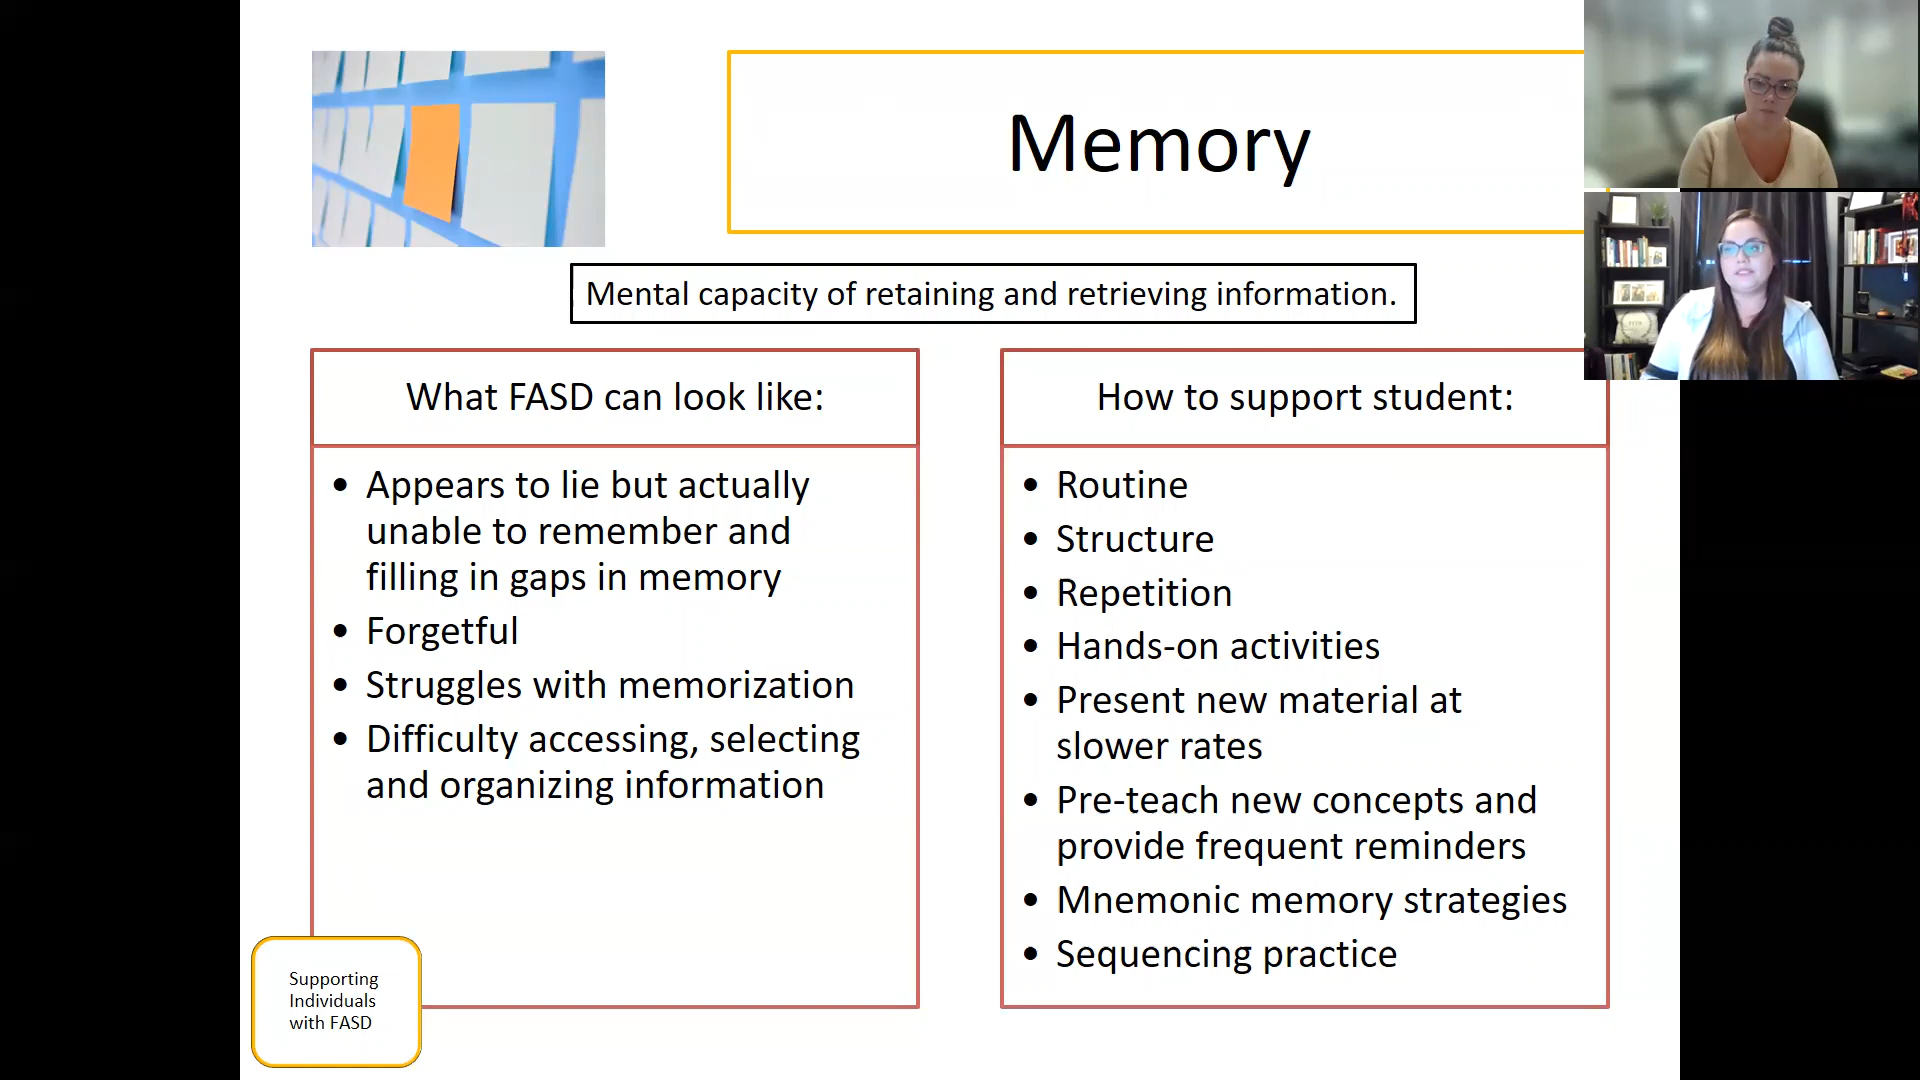 Memory
Mental capacity of retaining and retrieving information.
What FASD can look like:
• Appears to lie but actually
unable to remember and
filling in gaps in memory
• Forgetful
• Struggles with memorization
• Difficulty accessing, selecting
and organizing information
How to support student:
• Routine
• Structure
• Repetition
• Hands-on activities
• Present new material at
slower rates
• Pre-teach new concepts and
provide frequent reminders
• Mnemonic memory strategies
• Sequencing practice
Supporting
Individuals
with FASD